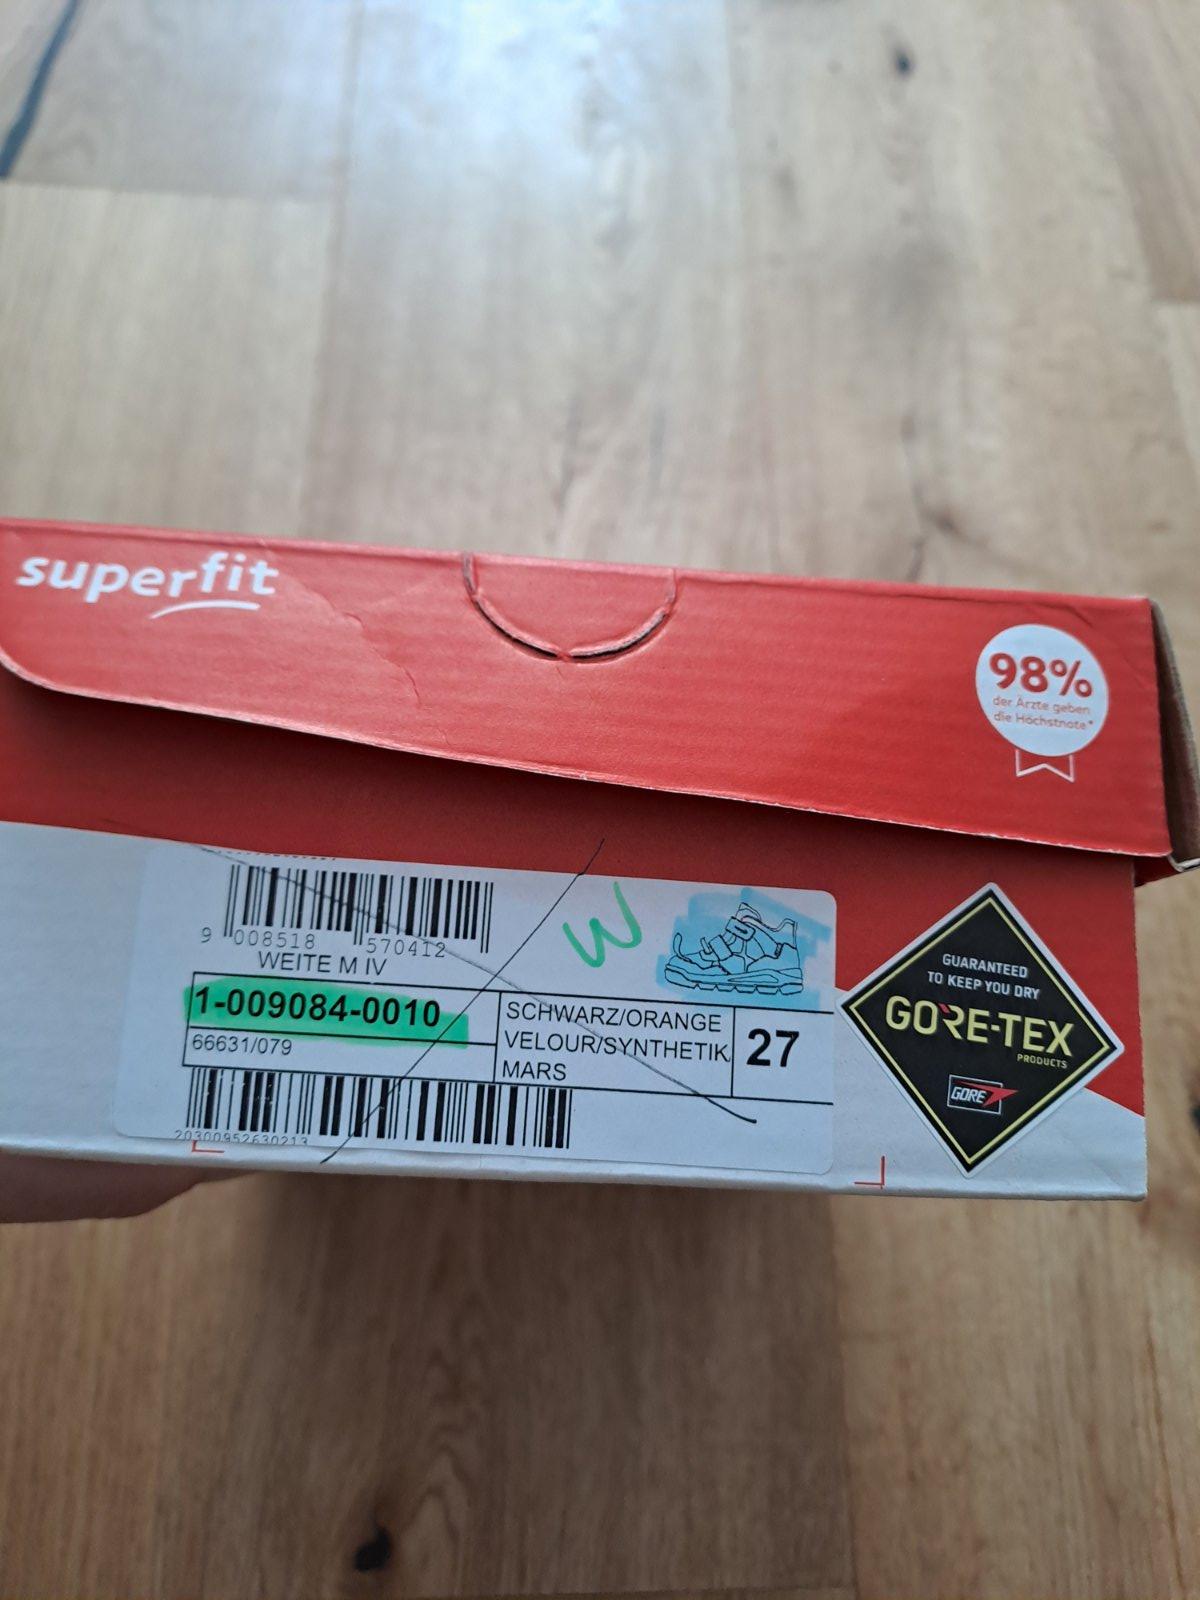 superfit
98%
der Ärzte geben
die Höchstnote*
9 008518 570412
WEITE M IV
W
1-009084-0010
66631/079
SCHWARZ/ORANGE
VELOUR/SYNTHETIK
MARS
27
20300952630213
GUARANTEED
TO KEEP YOU DRY
GORE-TEX
PRODUCTS
GORE